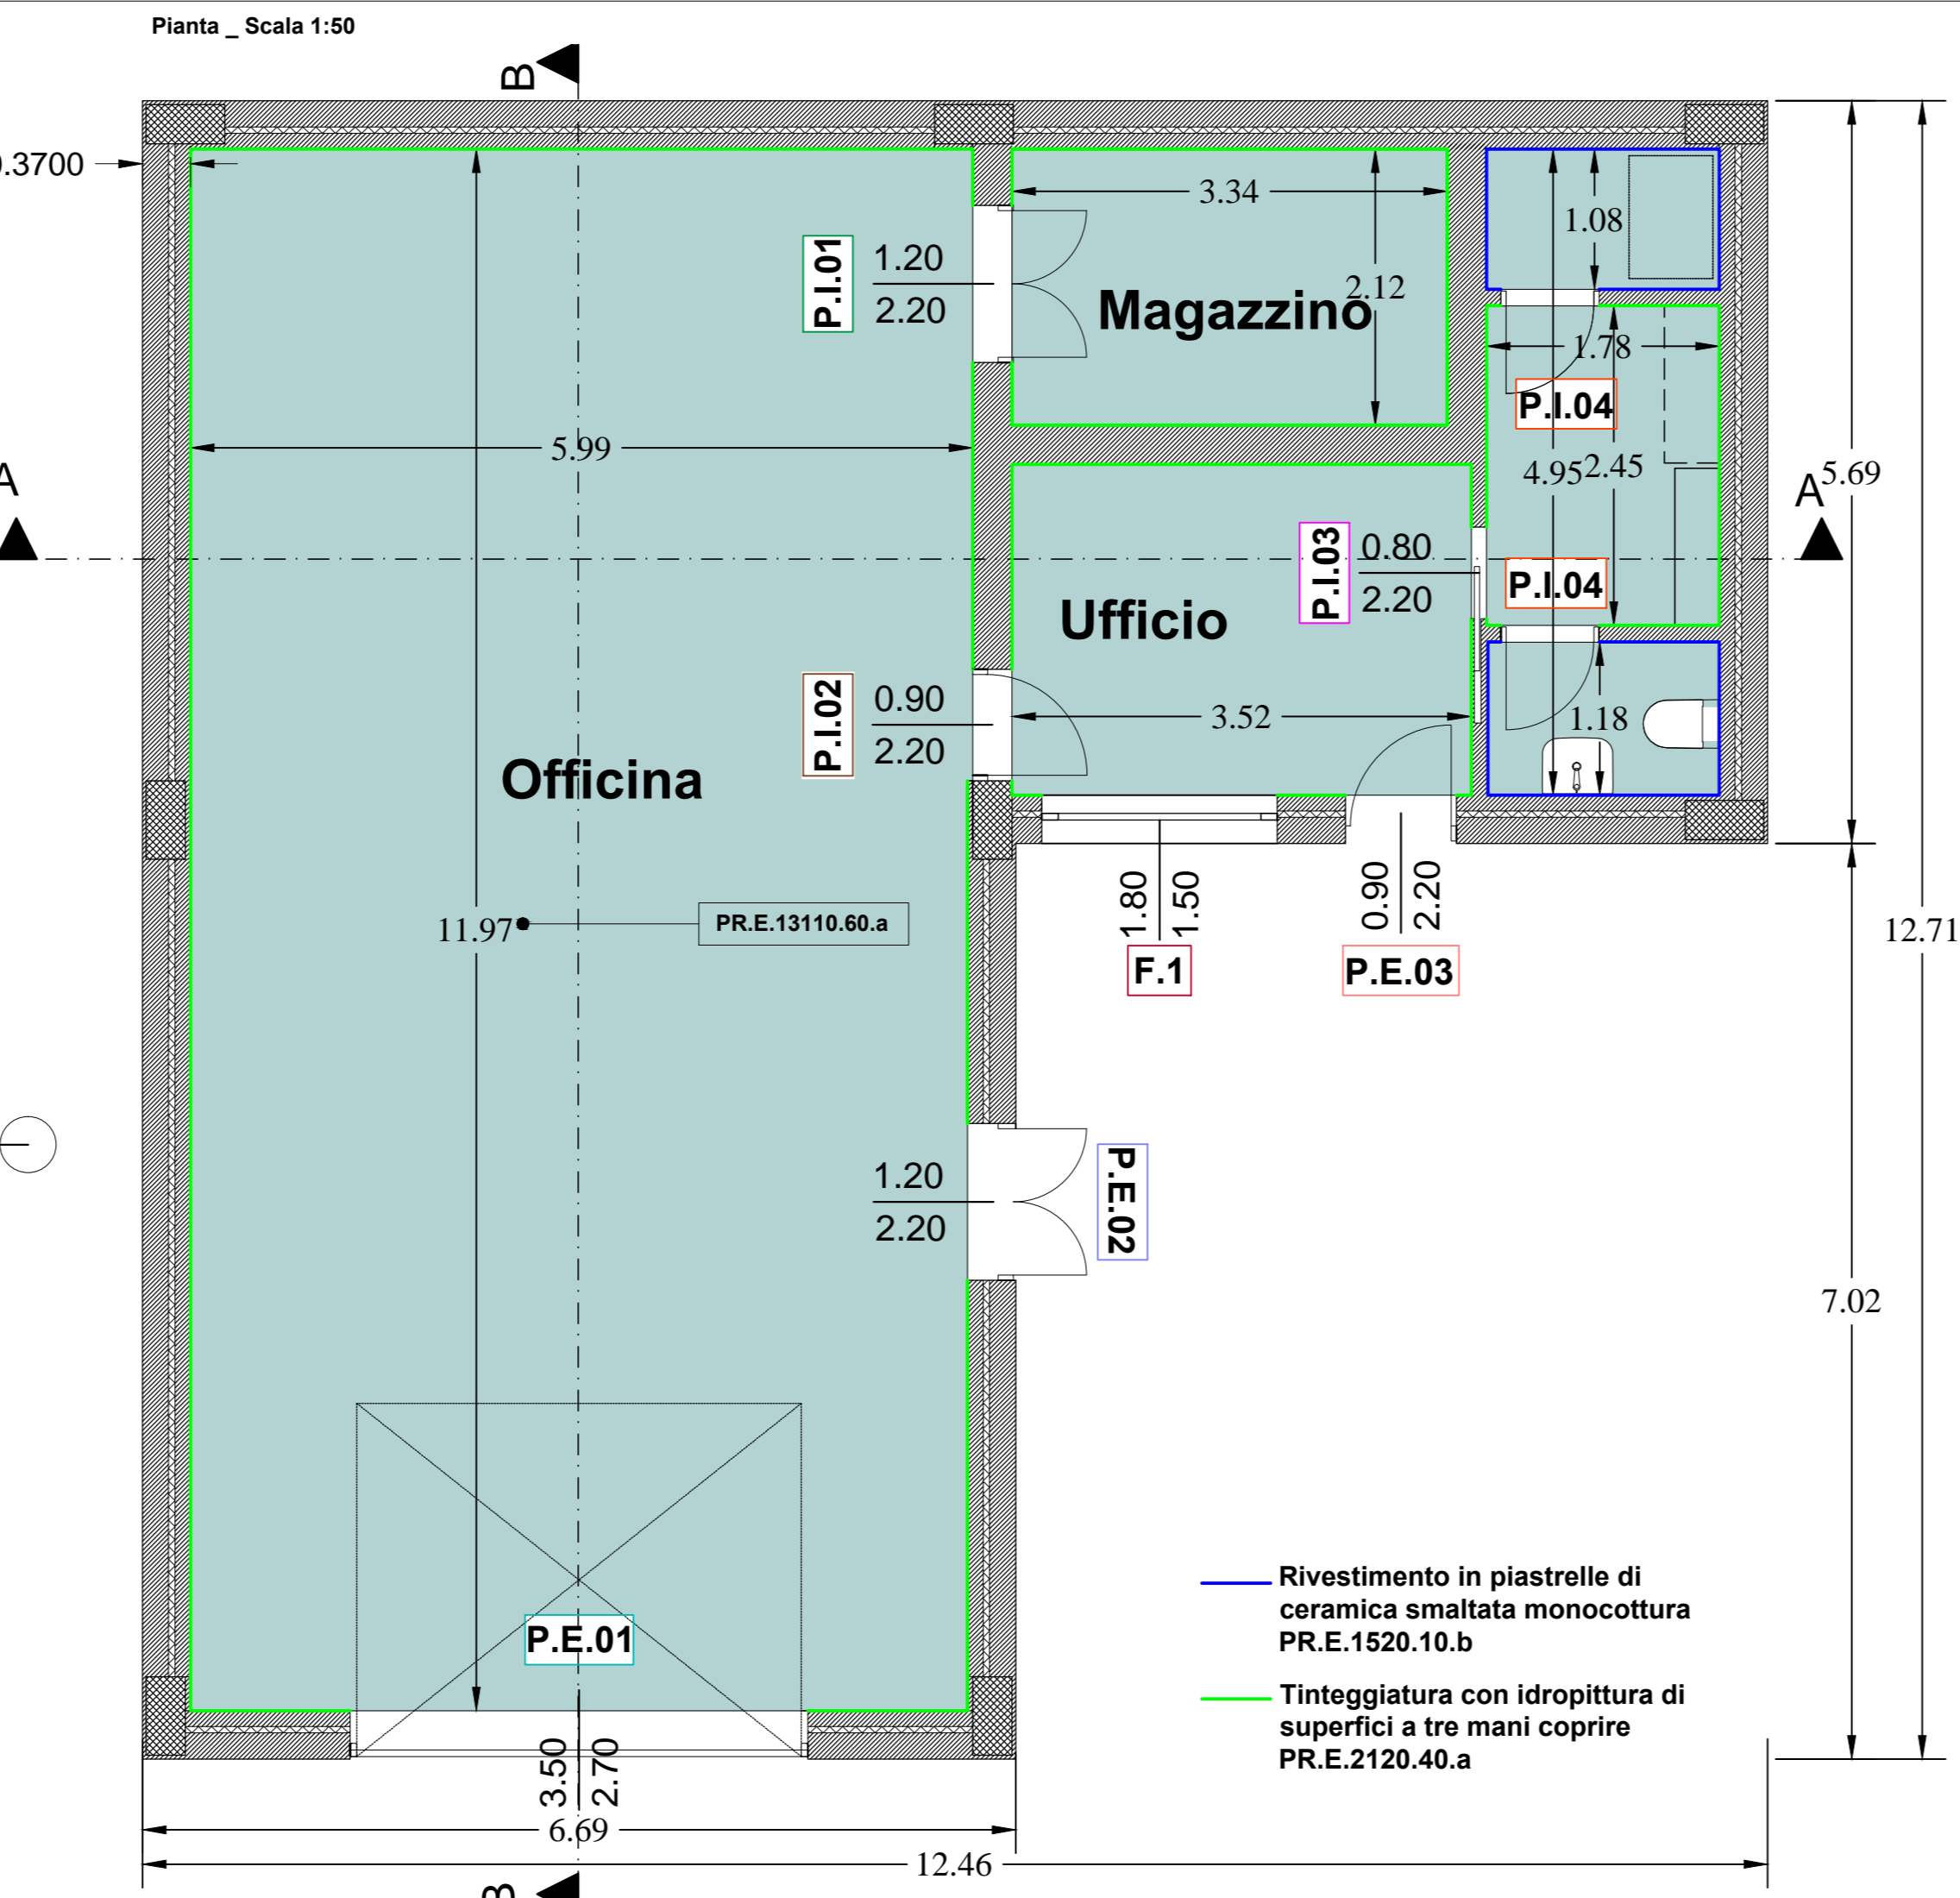 Pianta _ Scala 1:50
B
0.3700
3.34
1.08
P.I.01
1.20
2.20
Magazzino
2.12
1.78
P.I.04
5.99
4.95
2.45
5.69
A
A
P.I.03
0.80
2.20
P.I.04
Ufficio
P.I.02
0.90
2.20
3.52
1.18
Officina
11.97
PR.E.13110.60.a
1.80
1.50
0.90
2.20
12.71
F.1
P.E.03
1.20
2.20
P.E.02
7.02
P.E.01
Rivestimento in piastrelle di
ceramica smaltata monocottura
PR.E.1520.10.b
Tinteggiatura con idropittura di
superfici a tre mani coprire
PR.E.2120.40.a
3.50
2.70
6.69
12.46
B